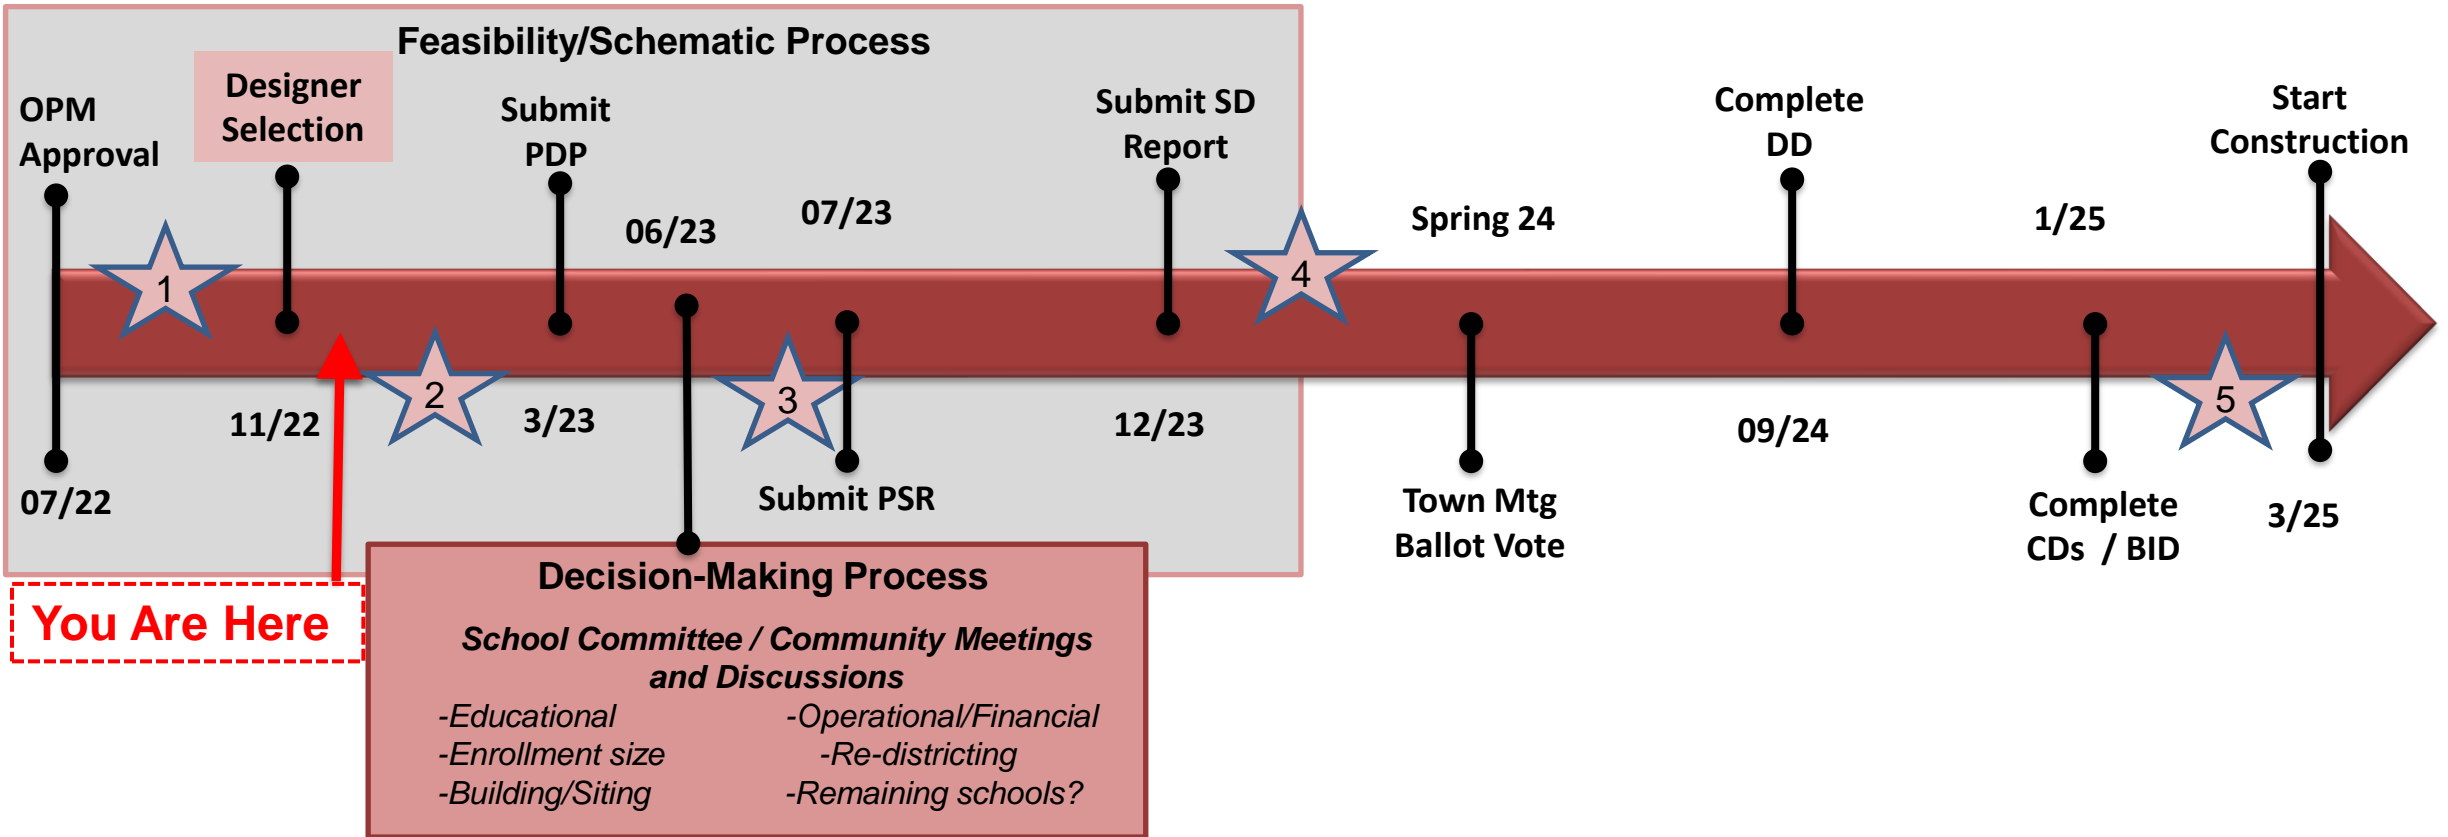 Feasibility/Schematic Process
OPM
Approval
Designer
Selection
Submit
PDP
06/23
07/23
Submit SD
Report
Spring 24
Complete
DD
1/25
Start
Construction
1
2
3
4
5
07/22
11/22
3/23
Submit PSR
12/23
Town Mtg
Ballot Vote
09/24
Complete
CDs / BID
3/25
You Are Here
Decision-Making Process
School Committee / Community Meetings
and Discussions
-Educational
-Operational/Financial
-Enrollment size
-Re-districting
-Building/Siting
-Remaining schools?